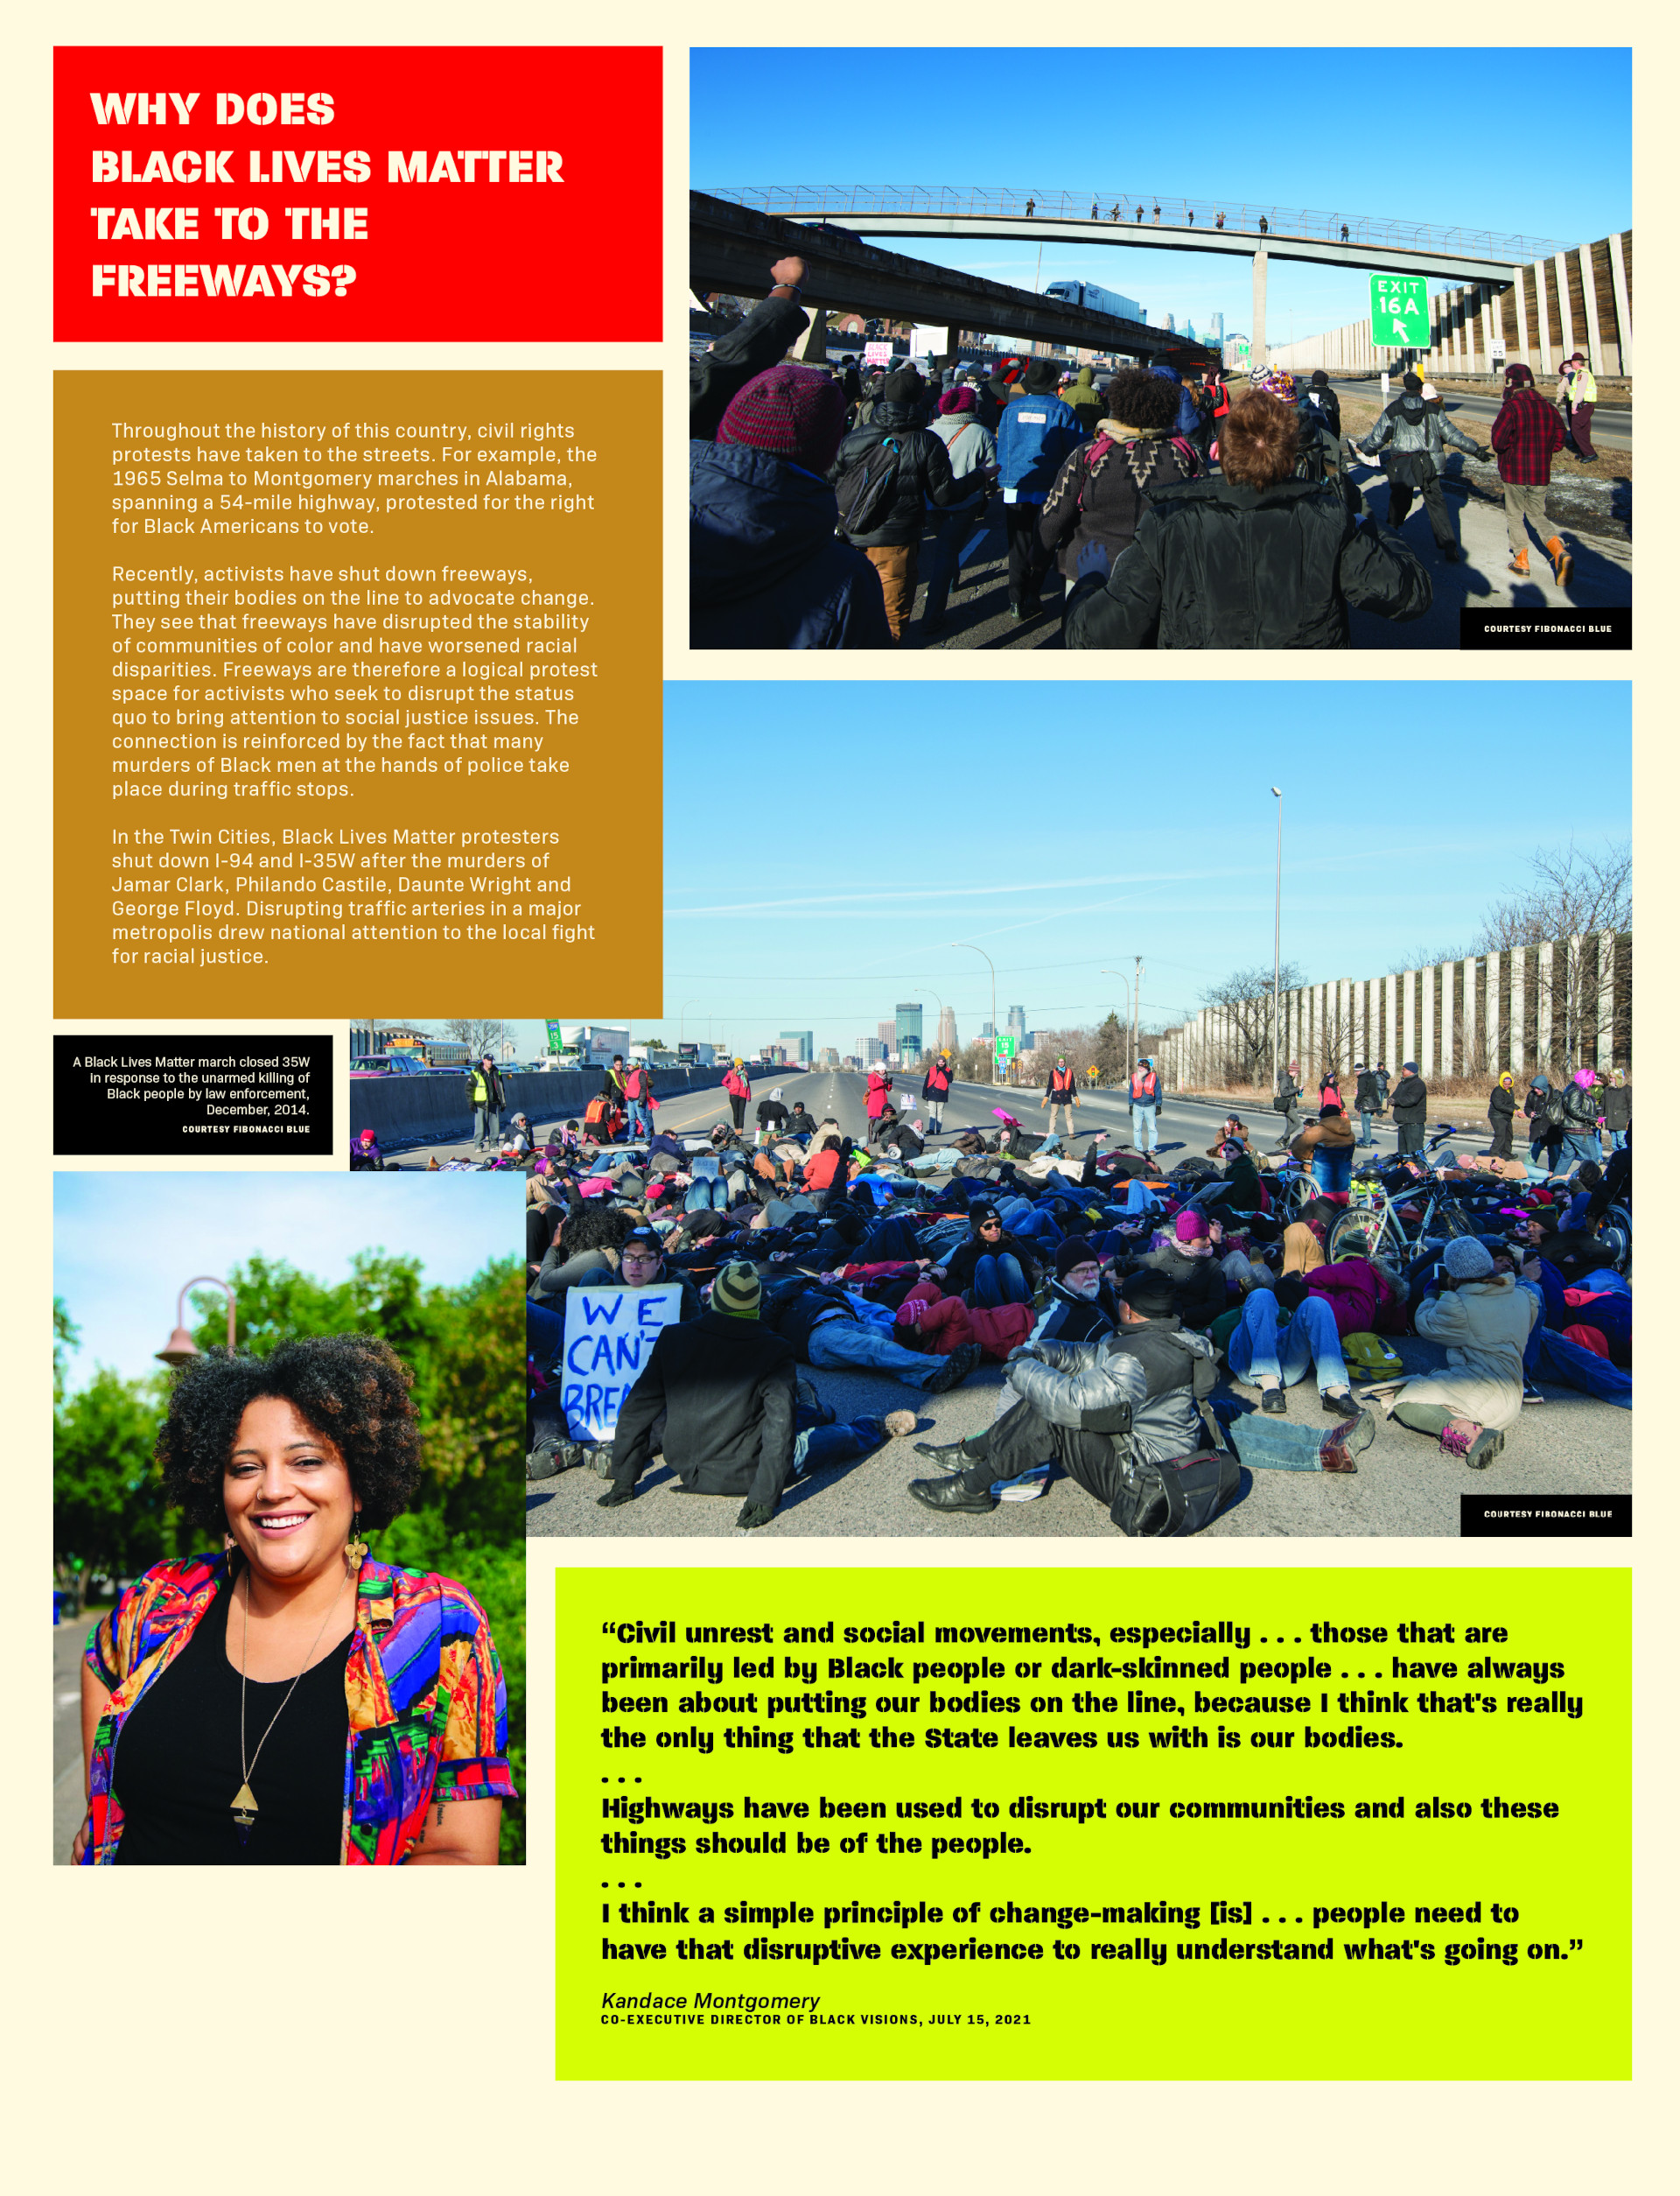 WHY DOES
BLACK LIVES MATTER
TAKE TO THE
FREEWAYS?
Throughout the history of this country, civil rights
protests have taken to the streets. For example, the
1965 Selma to Montgomery marches in Alabama,
spanning a 54-mile highway, protested for the right
for Black Americans to vote.
Recently, activists have shut down freeways,
putting their bodies on the line to advocate change.
They see that freeways have disrupted the stability
of communities of color and have worsened racial
disparities. Freeways are therefore a logical protest
space for activists who seek to disrupt the status
quo to bring attention to social justice issues. The
connection is reinforced by the fact that many
murders of Black men at the hands of police take
place during traffic stops.
In the Twin Cities, Black Lives Matter protesters
shut down I-94 and I-35W after the murders of
Jamar Clark, Philando Castile, Daunte Wright and
George Floyd. Disrupting traffic arteries in a major
metropolis drew national attention to the local fight
for racial justice.
EXIT
16A
BLACK
LIVES
MATTER
COURTESY FIBONACCI BLUE
A Black Lives Matter march closed 35W
in response to the unarmed killing of
Black people by law enforcement,
December, 2014.
COURTESY FIBONACCI BLUE
WE
CAN'T
BREA
COURTESY FIBONACCI BLUE
“Civil unrest and social movements, especially . . . those that are
primarily led by Black people or dark-skinned people . . . have always
been about putting our bodies on the line, because I think that's really
the only thing that the State leaves us with is our bodies.
. . .
Highways have been used to disrupt our communities and also these
things should be of the people.
. . .
I think a simple principle of change-making [is] . . . people need to
have that disruptive experience to really understand what's going on.”
Kandace Montgomery
CO-EXECUTIVE DIRECTOR OF BLACK VISIONS, JULY 15, 2021